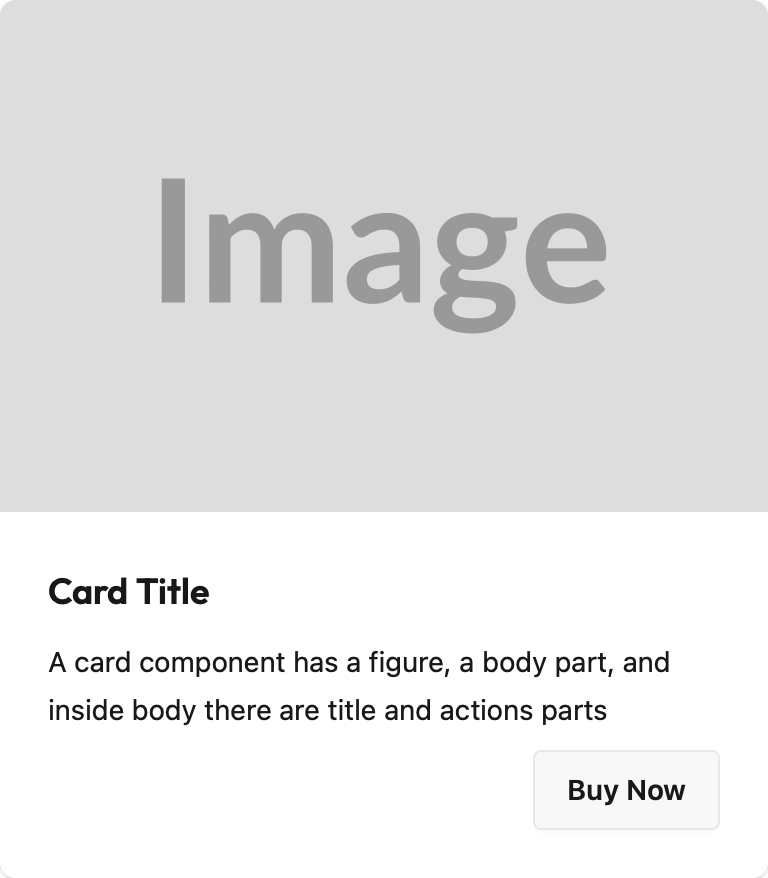 Image
Card Title
A card component has a figure, a body part, and
inside body there are title and actions parts
Buy Now